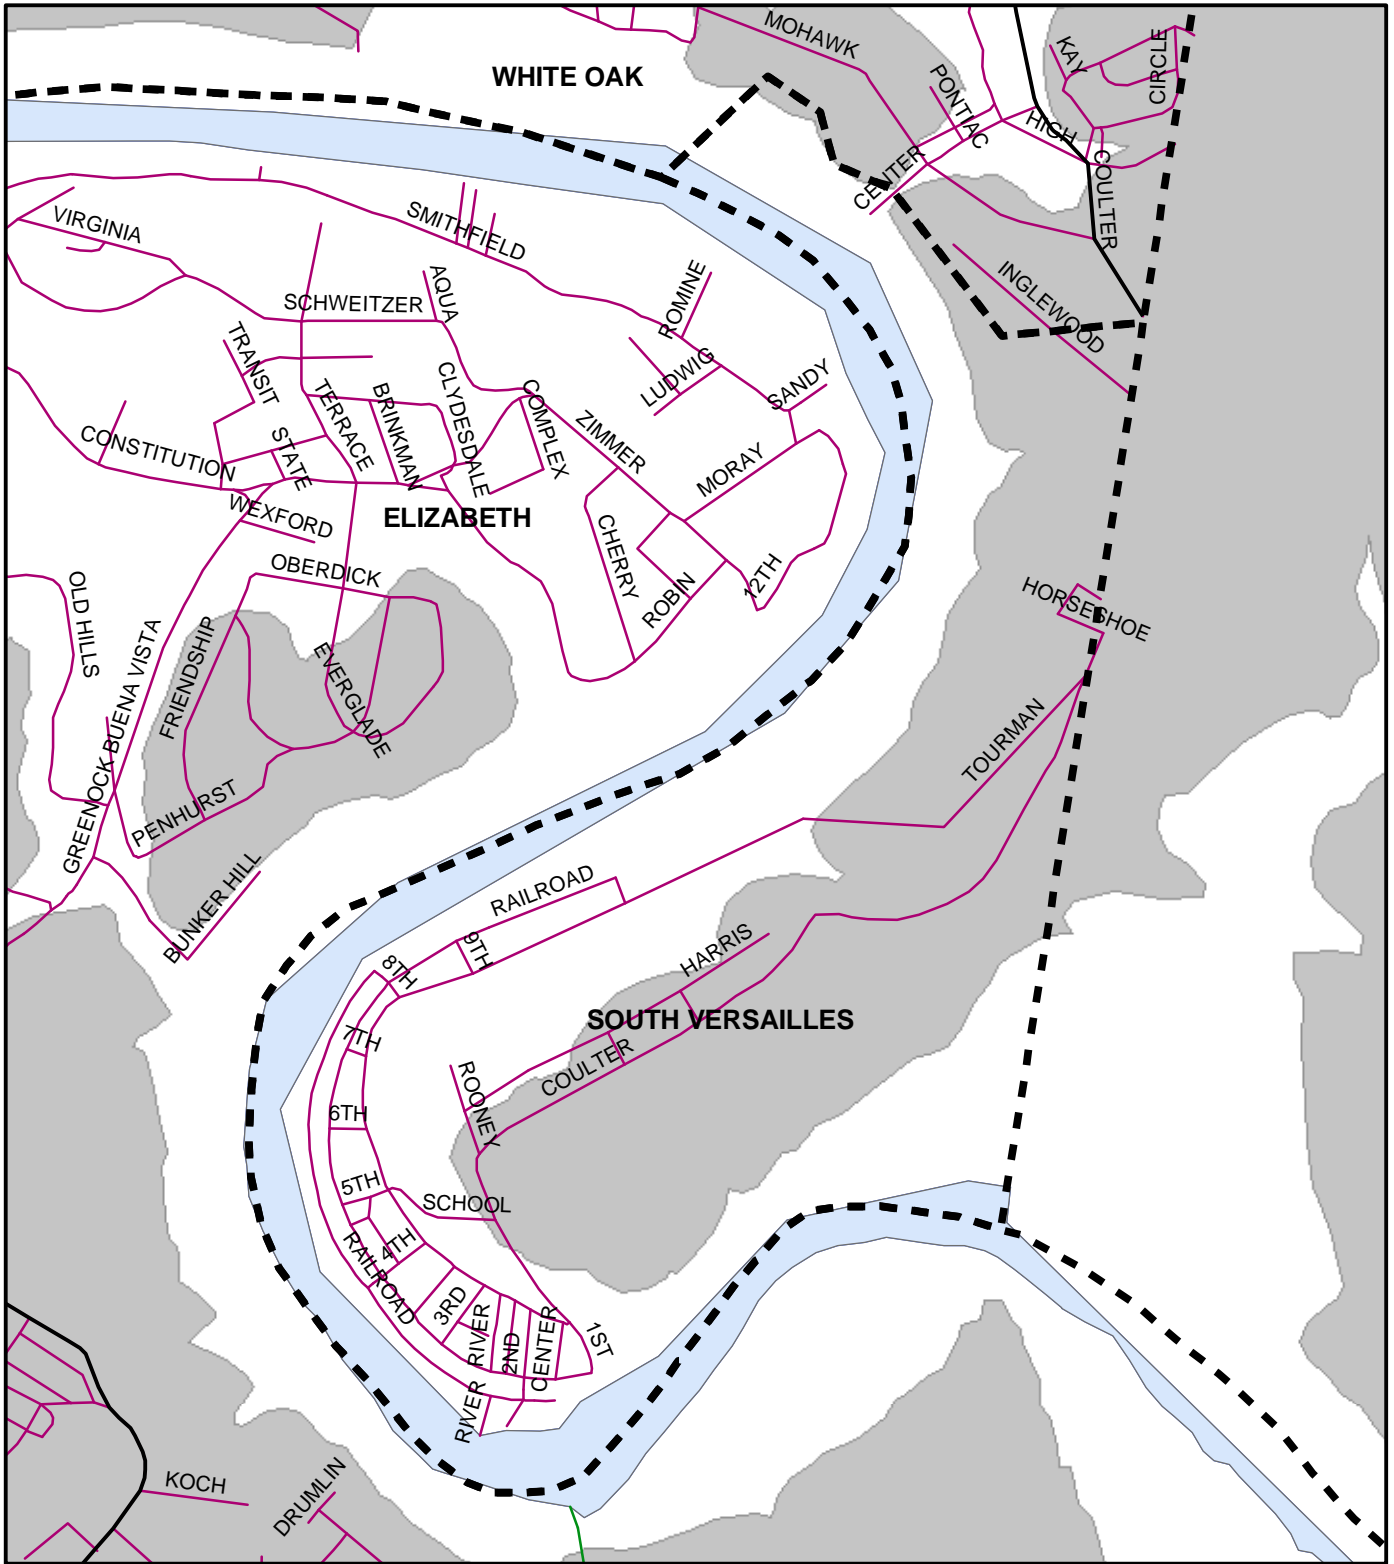 MOHAWK
KAY
CIRCLE
WHITE OAK
PONTIAC
HIGH
COULTER
CENTER
VIRGINIA
SMITHFIELD
INGLEWOOD
AQUA
SCHWEITZER
ROMINE
TRANSIT
LUDWIG
SANDY
TERRACE
BRINKMAN
CLYDESDALE
COMPLEX
ZIMMER
CONSTITUTION
STATE
MORAY
WEXFORD
ELIZABETH
CHERRY
OBERDICK
12TH
OLD HILLS
ROBIN
HORSESHOE
GREENOCK BUENA VISTA
FRIENDSHIP
EVERGLADE
TOURMAN
PENHURST
BUNKER HILL
RAILROAD
9TH
8TH
HARRIS
SOUTH VERSAILLES
7TH
COULTER
ROONEY
6TH
5TH
SCHOOL
4TH
RAILROAD
3RD
RIVER
2ND
CENTER
1ST
RIVER
KOCH
DRUMLIN